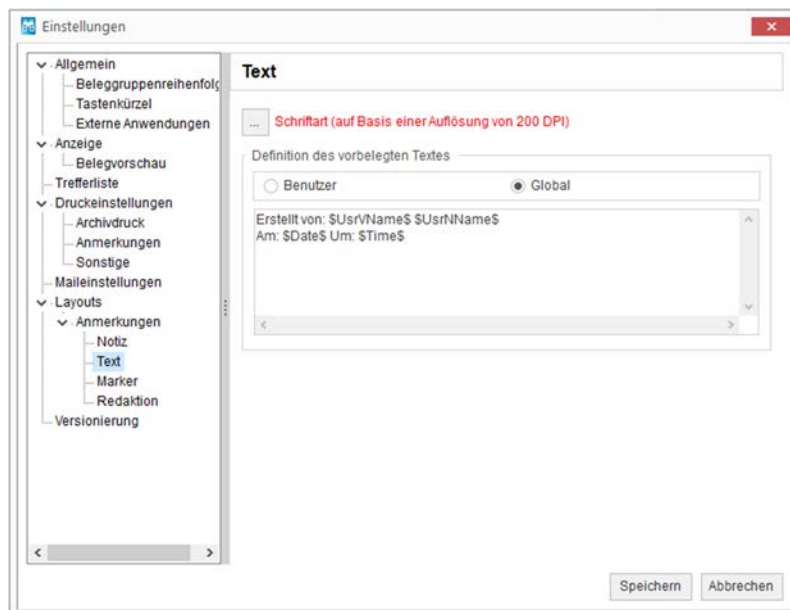 Einstellungen
Allgemein
Beleggruppenreihenfolg
Tastenkürzel
Externe Anwendungen
Anzeige
Belegvorschau
Trefferliste
Druckeinstellungen
Archivdruck
Anmerkungen
Sonstige
Maileinstellungen
Layouts
Anmerkungen
Notiz
Text
Marker
Redaktion
Versionierung
Text
... Schriftart (auf Basis einer Auflösung von 200 DPI)
Definition des vorbelegten Textes
Benutzer Global
Erstellt von: $UsrVName$ $UsrNName$
Am: $Date$ Um: $Time$
Speichern Abbrechen